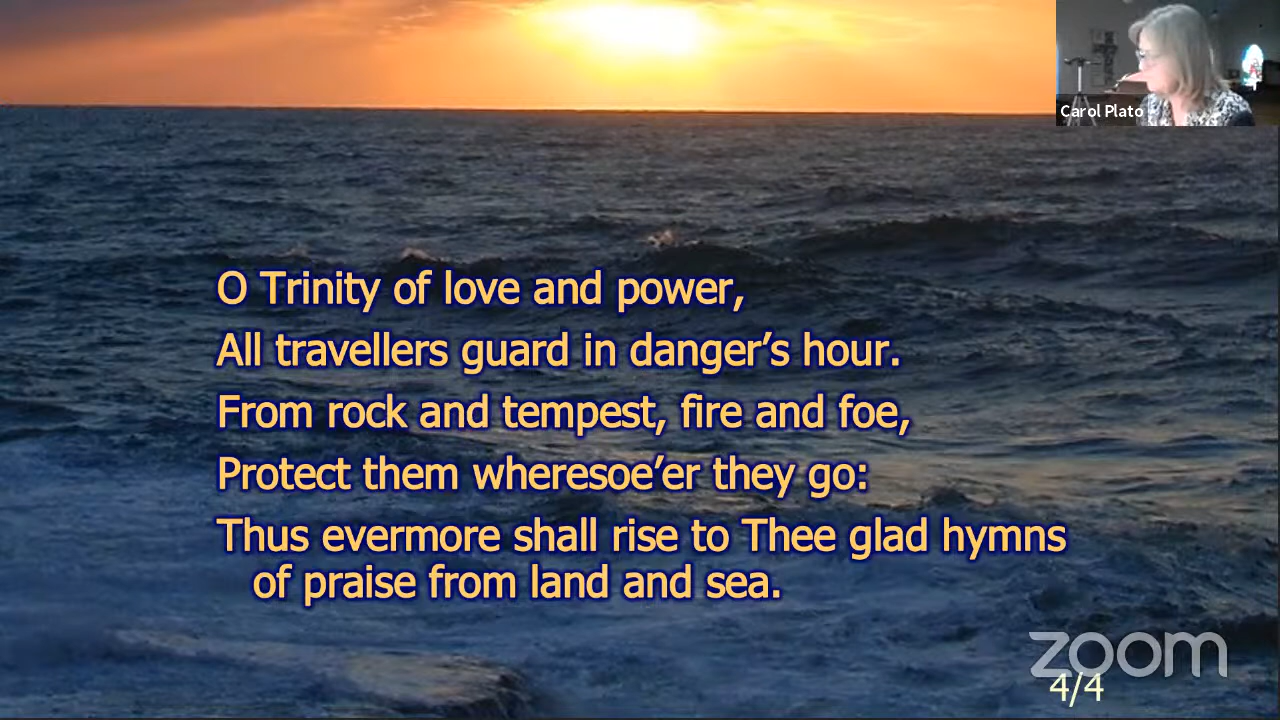 Carol Plato
O Trinity of love and power,
All travellers guard in danger’s hour.
From rock and tempest, fire and foe,
Protect them wheresoe’er they go:
Thus evermore shall rise to Thee glad hymns
of praise from land and sea.
zoom
4/4